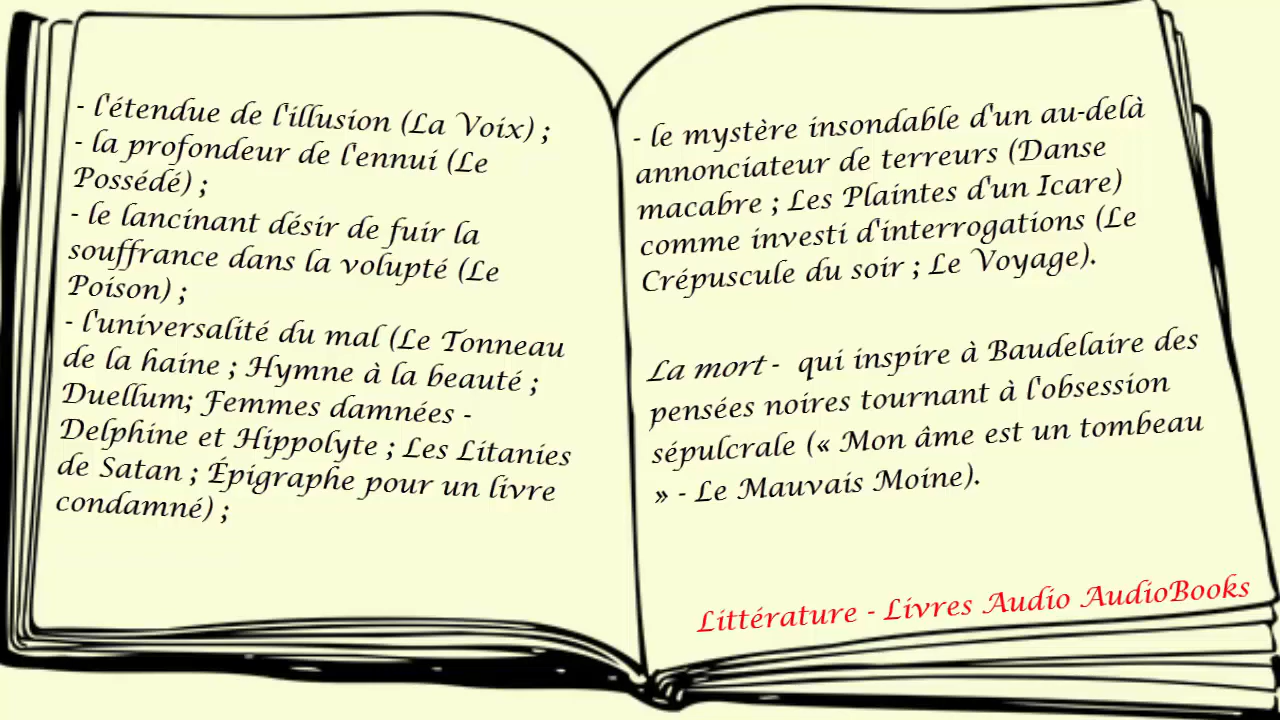 - l'étendue de l'illusion (La Voix) ;
- la profondeur de l'ennui (Le
Possédé) ;
- le lancinant désir de fuir la
souffrance dans la volupté (Le
Poison) ;
- l'universalité du mal (Le Tonneau
de la haine ; Hymne à la beauté ;
Duellum; Femmes damnées -
Delphine et Hippolyte ; Les Litanies
de Satan ; Épigraphe pour un livre
condamné) ;
- le mystère insondable d'un au-delà
annonciateur de terreurs (Danse
macabre ; Les Plaintes d'un Icare)
comme investi d'interrogations (Le
Crépuscule du soir ; Le Voyage).
La mort - qui inspire à Baudelaire des
pensées noires tournant à l'obsession
sépulcrale (« Mon âme est un tombeau
» - Le Mauvais Moine).
Littérature - Livres Audio AudioBooks